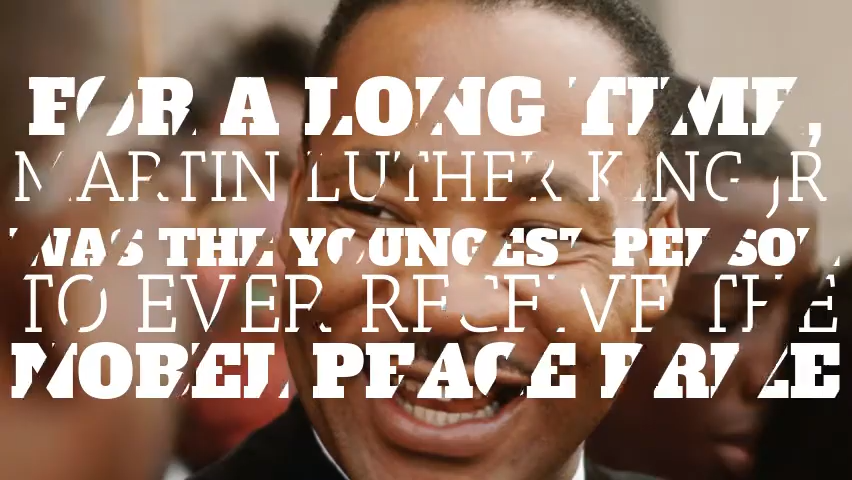 FOR A LONG TIME,
MARTIN LUTHER KING JR
WAS THE YOUNGEST PERSON
TO EVER RECEIVE THE
NOBEL PEACE PRIZE